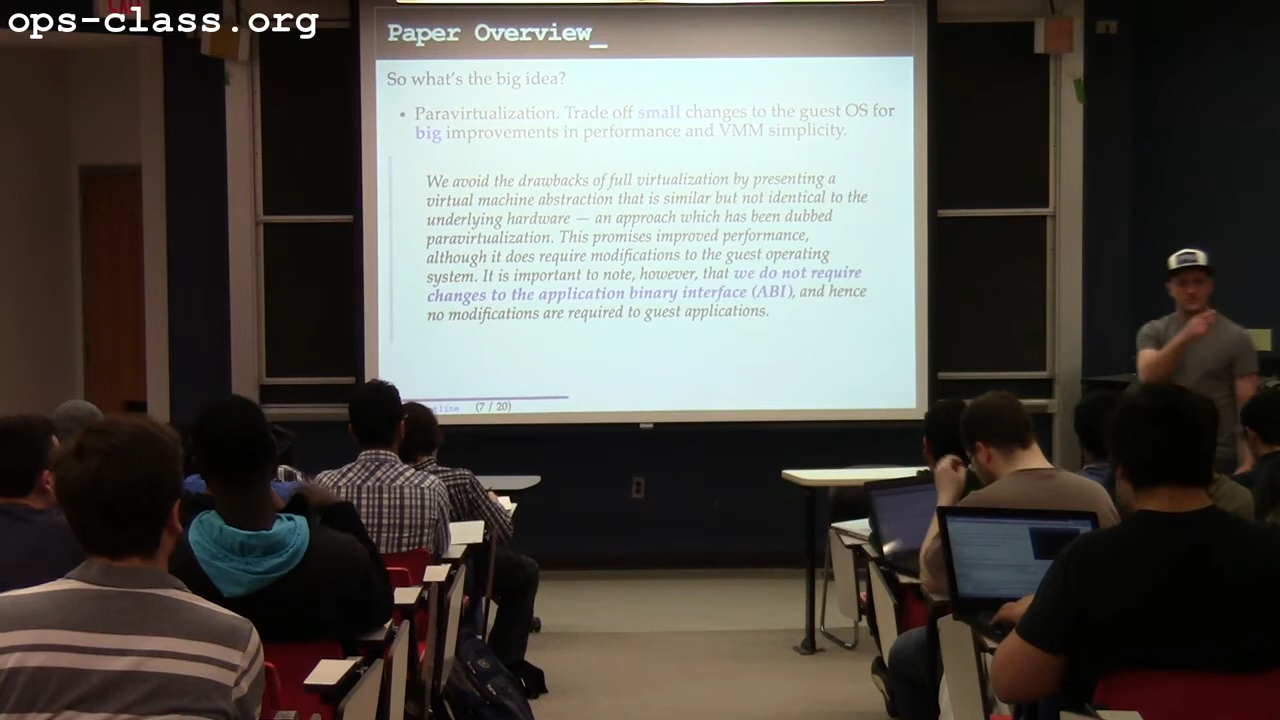 ops-class.org
Paper Overview_
So what's the big idea?
• Paravirtualization. Trade off small changes to the guest OS for
big improvements in performance and VMM simplicity.
We avoid the drawbacks of full virtualization by presenting a
virtual machine abstraction that is similar but not identical to the
underlying hardware — an approach which has been dubbed
paravirtualization. This promises improved performance,
although it does require modifications to the guest operating
system. It is important to note, however, that we do not require
changes to the application binary interface (ABI), and hence
no modifications are required to guest applications.
(7 / 20)